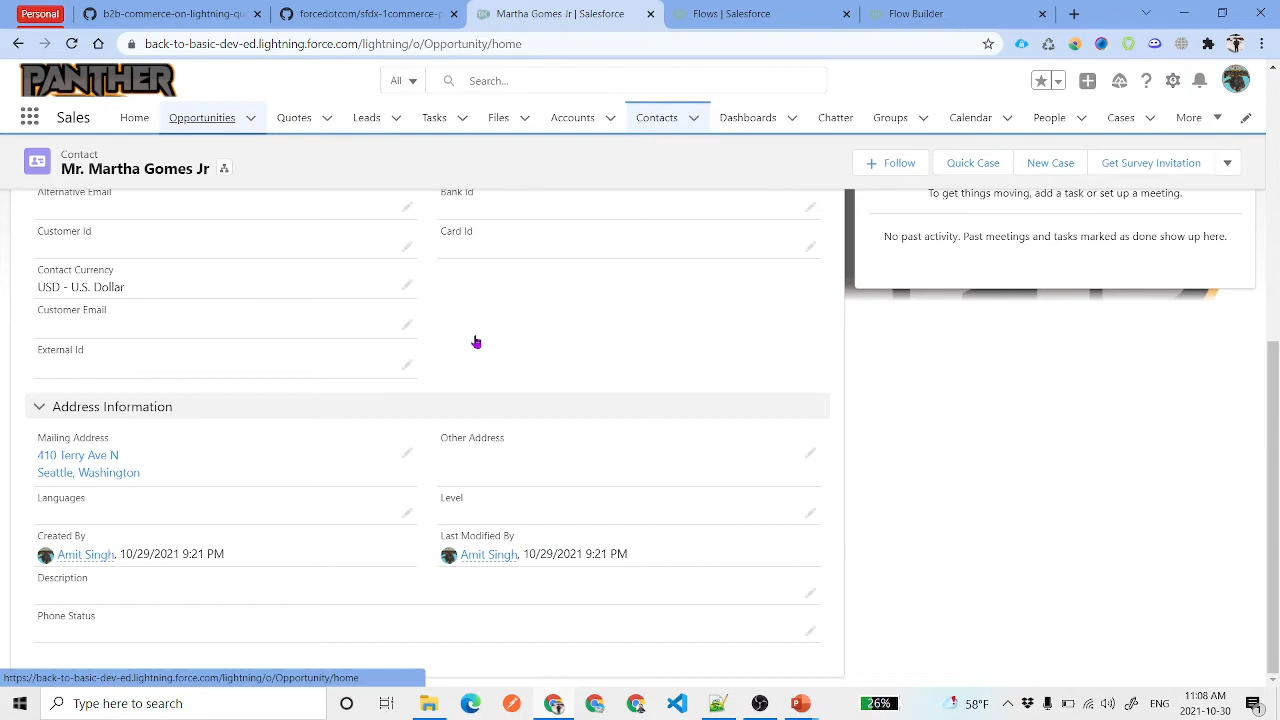 Personal
b2b-commerce-on-lightning-c
forcedotcom/sfdx-commerce-p
Martha Gomes Jr | Salesforce
Flows | Salesforce
Flow Builder
back-to-basic-dev-ed.lightning.force.com/lightning/o/Opportunity/home
PANTHER
All
Search...
Sales
Home
Opportunities
Quotes
Leads
Tasks
Files
Accounts
Contacts
Dashboards
Chatter
Groups
Calendar
People
Cases
More
Contact
Mr. Martha Gomes Jr
Follow
Quick Case
New Case
Get Survey Invitation
Alternative Email
Bank Id
To get things moving, add a task or set up a meeting.
Customer Id
Card Id
No past activity. Past meetings and tasks marked as done show up here.
Contact Currency
USD - U.S. Dollar
Customer Email
External Id
Address Information
Mailing Address
410 Terry Ave N
Seattle, Washington
Other Address
Languages
Level
Created By
Amit Singh, 10/29/2021 9:21 PM
Last Modified By
Amit Singh, 10/29/2021 9:21 PM
Description
Phone Status
https://back-to-basic-dev-ed.lightning.force.com/lightning/o/Opportunity/home
Type here to search
26%
58°F
11:08 AM
2021-10-30